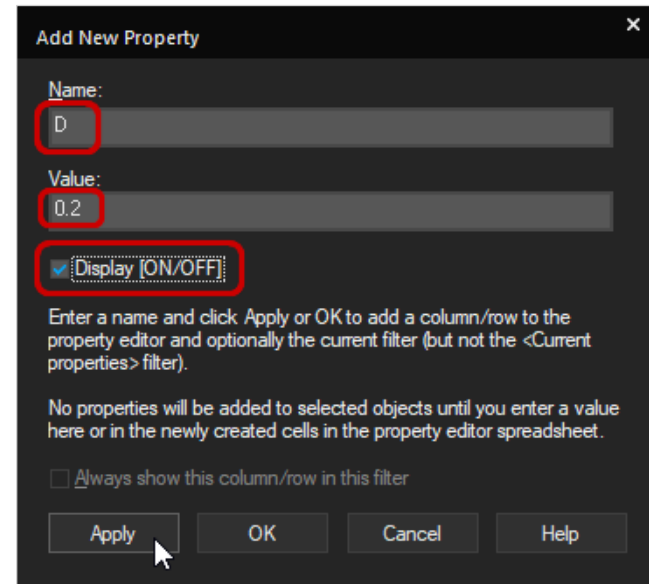 Add New Property
Name:
D
Value:
0.2
Display [ON/OFF]
Enter a name and click Apply or OK to add a column/row to the
property editor and optionally the current filter (but not the <Current
properties> filter).
No properties will be added to selected objects until you enter a value
here or in the newly created cells in the property editor spreadsheet.
Always show this column/row in this filter
Apply OK Cancel Help